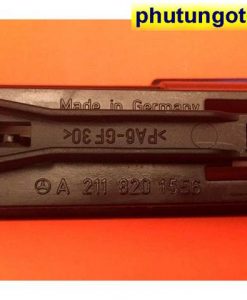 phutungot
Made in Germany
>PA6-GF30<
A 211 820 1556